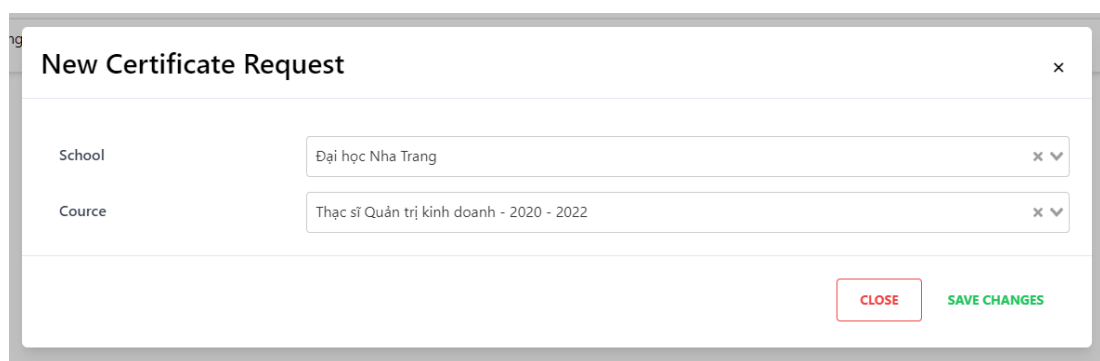 ng
New Certificate Request
×
School
Đại học Nha Trang
Cource
Thạc sĩ Quản trị kinh doanh - 2020 - 2022
CLOSE
SAVE CHANGES